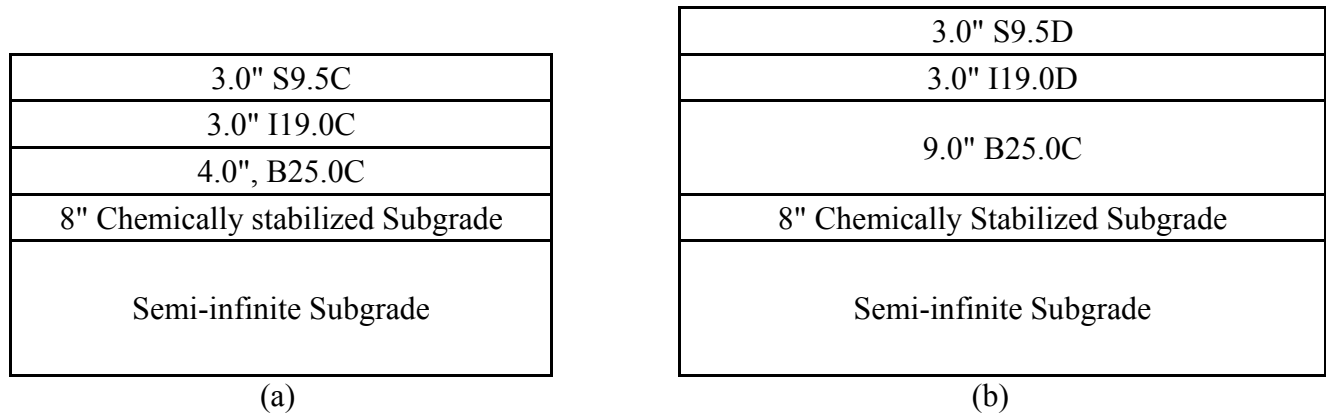 3.0" S9.5C
3.0" I19.0C
4.0", B25.0C
8" Chemically stabilized Subgrade
Semi-infinite Subgrade
(a)
3.0" S9.5D
3.0" I19.0D
9.0" B25.0C
8" Chemically Stabilized Subgrade
Semi-infinite Subgrade
(b)